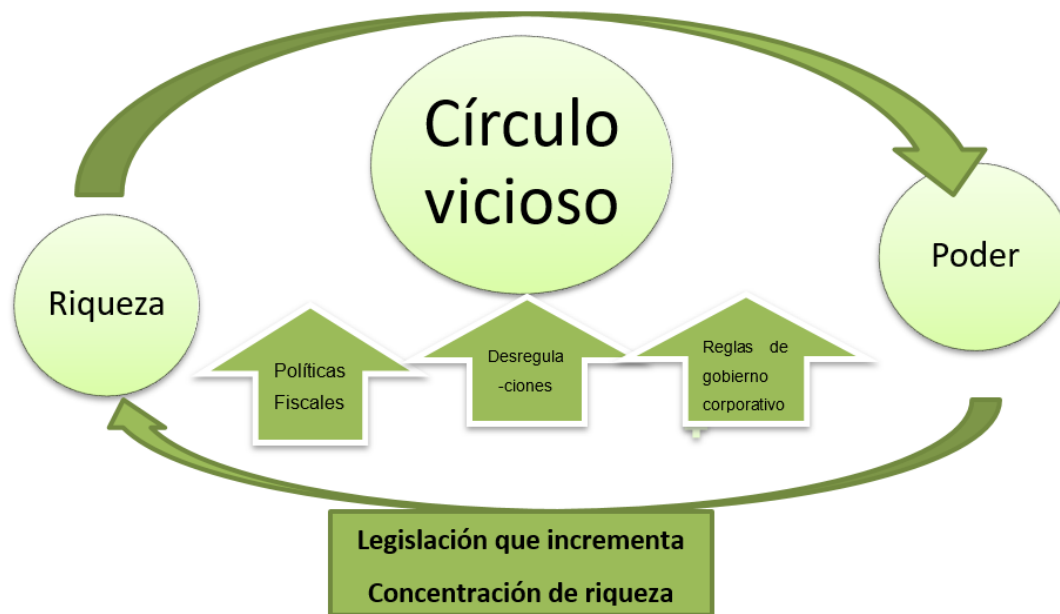 Círculo
vicioso
Riqueza
Poder
Políticas
Fiscales
Desregula
-ciones
Reglas de
gobierno
corporativo
Legislación que incrementa
Concentración de riqueza